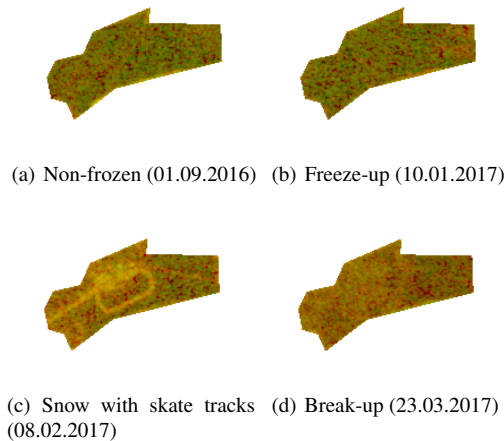 (a) Non-frozen (01.09.2016) (b) Freeze-up (10.01.2017)
(c) Snow with skate tracks (d) Break-up (23.03.2017)
(08.02.2017)